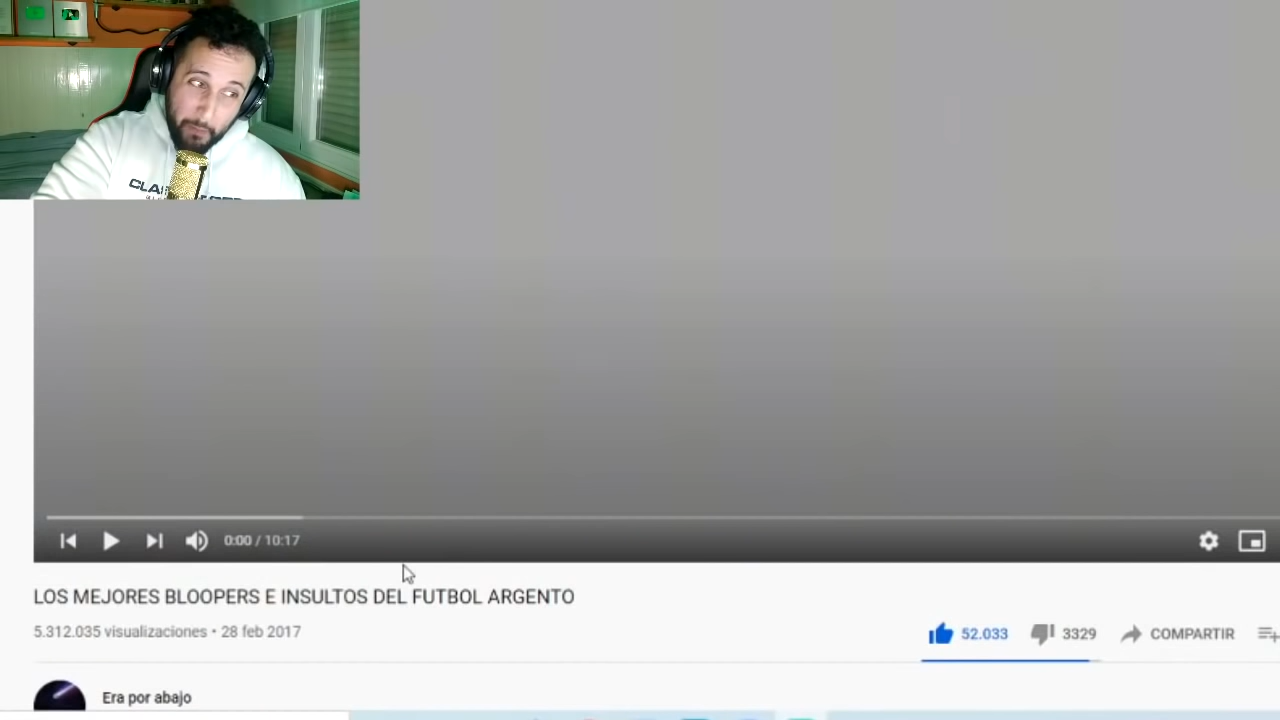 0:00 / 10:17
LOS MEJORES BLOOPERS E INSULTOS DEL FUTBOL ARGENTO
5.312.035 visualizaciones • 28 feb 2017
52.033
3329
COMPARTIR
Era por abajo